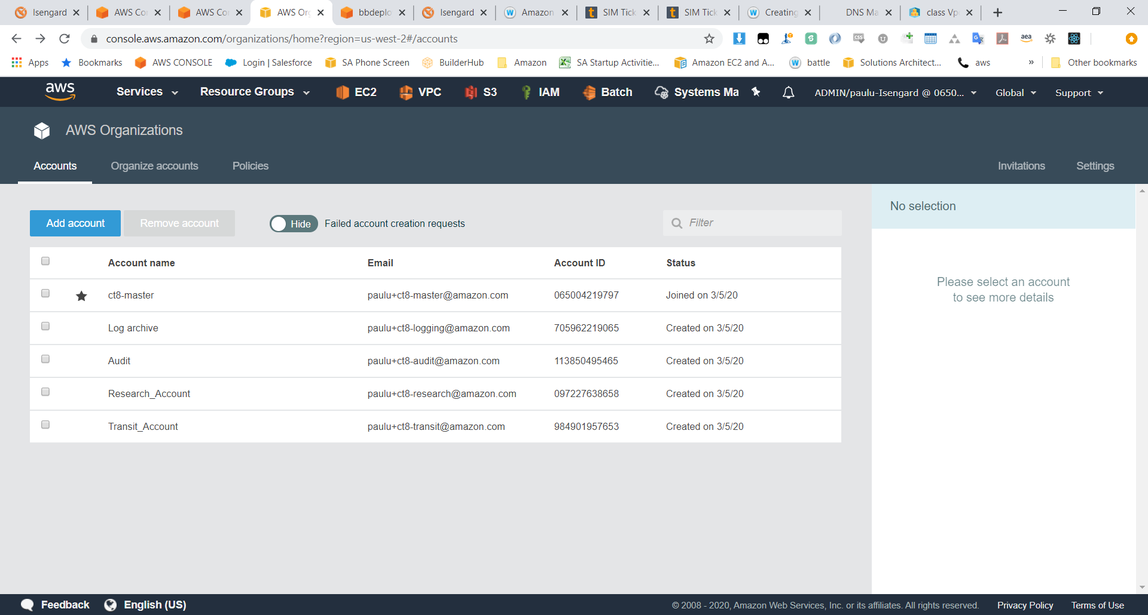 Isengard AWS Co AWS Co AWS Or bbdeplo Isengard Amazon SIM Tick SIM Tick Creating DNS Ma class Vp
console.aws.amazon.com/organizations/home?region=us-west-2#/accounts
Apps Bookmarks AWS CONSOLE Login | Salesforce SA Phone Screen BuilderHub Amazon SA Startup Activitie... Amazon EC2 and A... battle Solutions Architect... aws » Other bookmarks
aws Services Resource Groups EC2 VPC S3 IAM Batch Systems Ma ADMIN/paulu-Isengard @ 0650... Global Support
AWS Organizations
Accounts Organize accounts Policies Invitations Settings
Add account Remove account Hide Failed account creation requests Filter
No selection
Please select an account
to see more details
Account name Email Account ID Status
ct8-master paulu+ct8-master@amazon.com 065004219797 Joined on 3/5/20
Log archive paulu+ct8-logging@amazon.com 705962219065 Created on 3/5/20
Audit paulu+ct8-audit@amazon.com 113850495465 Created on 3/5/20
Research_Account paulu+ct8-research@amazon.com 097227638658 Created on 3/5/20
Transit_Account paulu+ct8-transit@amazon.com 984901957653 Created on 3/5/20
Feedback English (US) © 2008 - 2020, Amazon Web Services, Inc. or its affiliates. All rights reserved. Privacy Policy Terms of Use